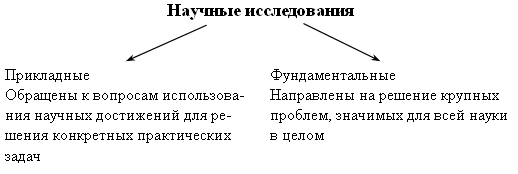 Научные исследования
Прикладные
Обращены к вопросам использова-
ния научных достижений для ре-
шения конкретных практических
задач
Фундаментальные
Направлены на решение крупных
проблем, значимых для всей науки
в целом